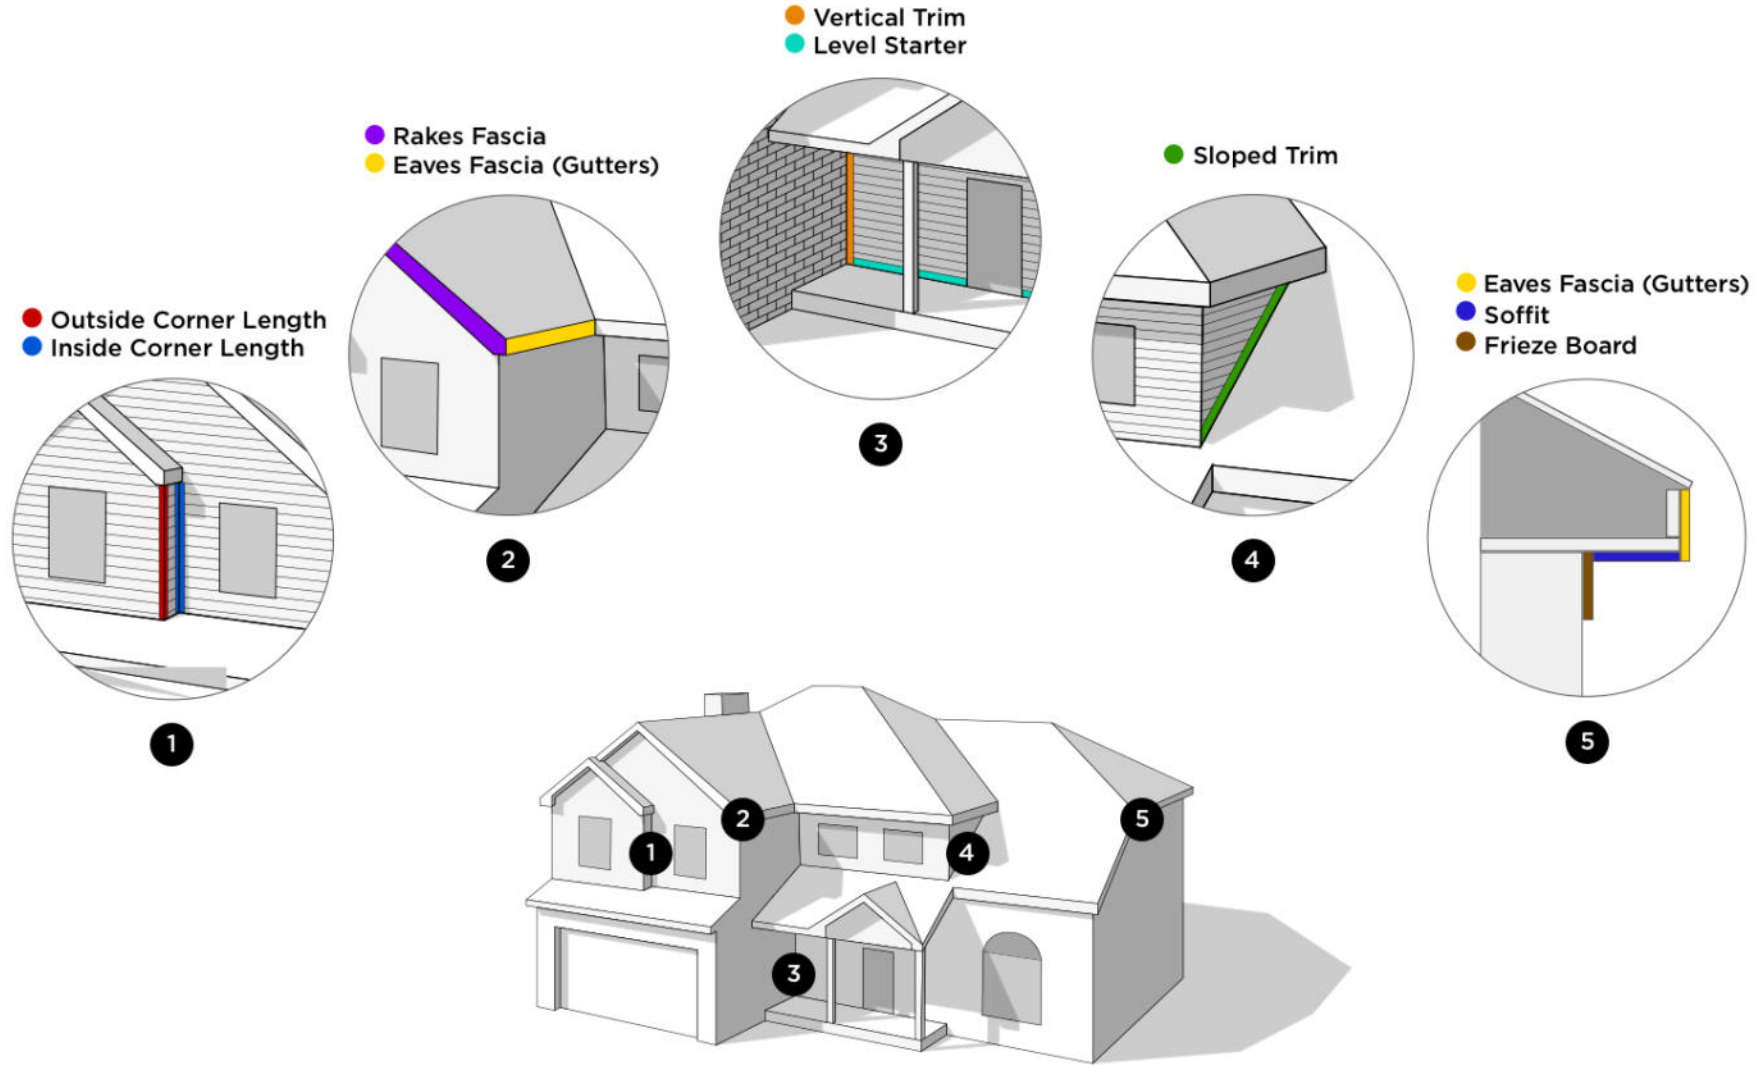 Vertical Trim
Level Starter
Rakes Fascia
Eaves Fascia (Gutters)
Sloped Trim
Eaves Fascia (Gutters)
Soffit
Frieze Board
Outside Corner Length
Inside Corner Length
3
2
4
1
5
2
5
1
4
3